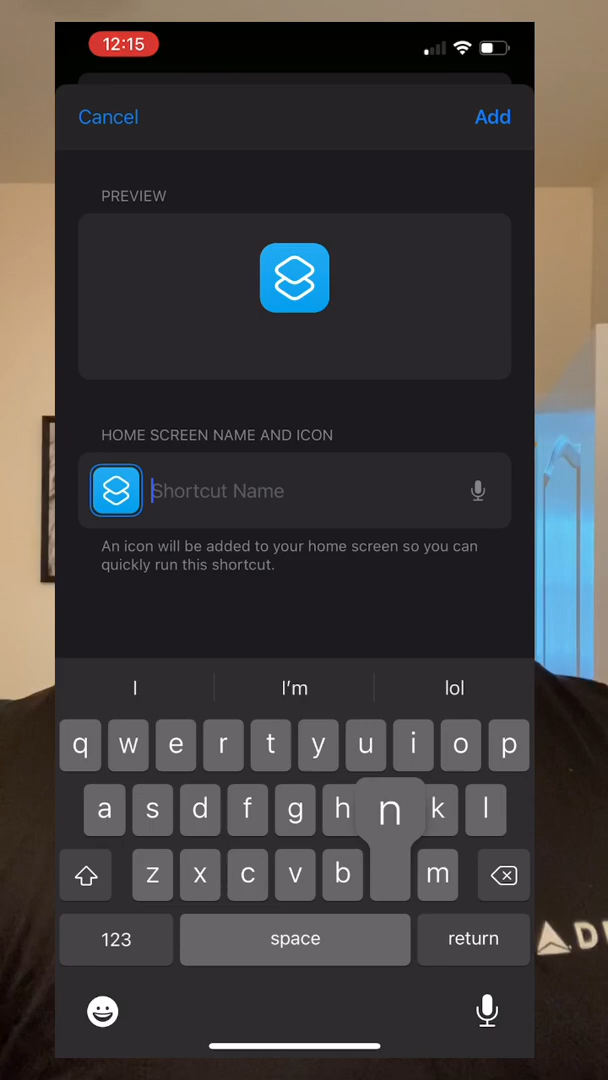 12:15
Cancel
Add
PREVIEW
HOME SCREEN NAME AND ICON
Shortcut Name
An icon will be added to your home screen so you can
quickly run this shortcut.
I
I'm
lol
q w e r t y u i o p
a s d f g h n k l
z x c v b m
123
space
return